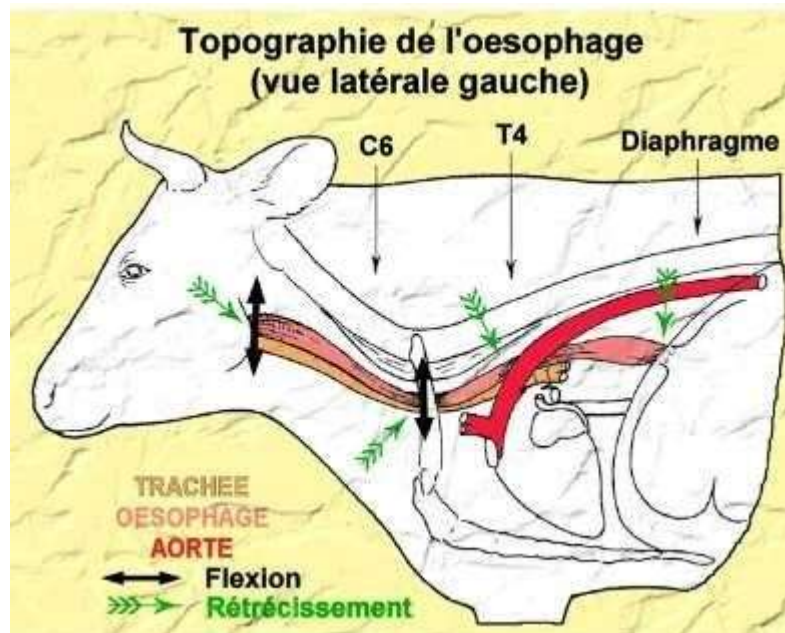 Topographie de l'oesophage
(vue latérale gauche)
C6
T4
Diaphragme
TRACHEE
OESOPHAGE
AORTE
Flexion
Rétrécissement